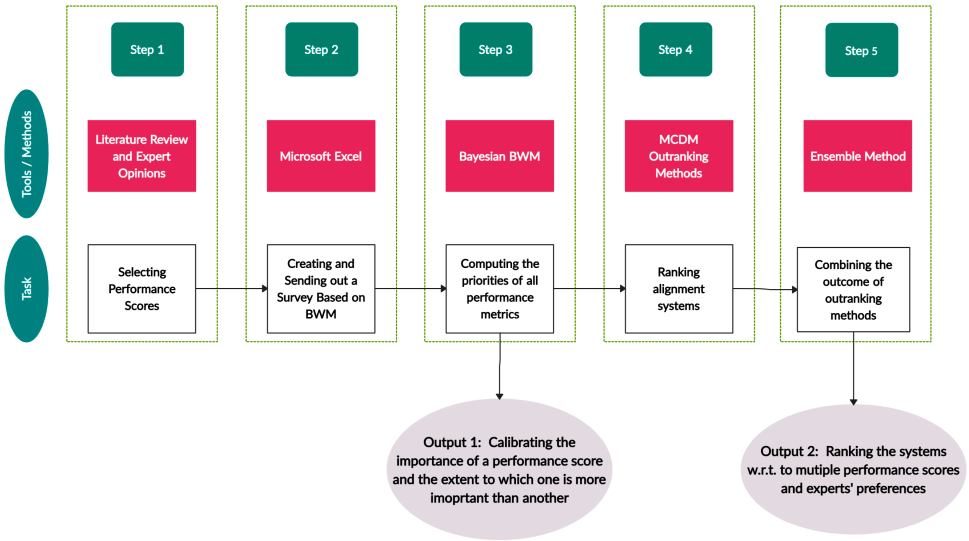 Step 1
Step 2
Step 3
Step 4
Step 5
Tools / Methods
Literature Review
and Expert
Opinions
Microsoft Excel
Bayesian BWM
MCDM
Outranking
Methods
Ensemble Method
Task
Selecting
Performance
Scores
Creating and
Sending out a
Survey Based on
BWM
Computing the
priorities of all
performance
metrics
Ranking
alignment
systems
Combining the
outcome of
outranking
methods
Output 1:  Calibrating the
importance of a performance score
and the extent to which one is more
imoprtant than another
Output 2:  Ranking the systems
w.r.t. to mutiple performance scores
and experts' preferences